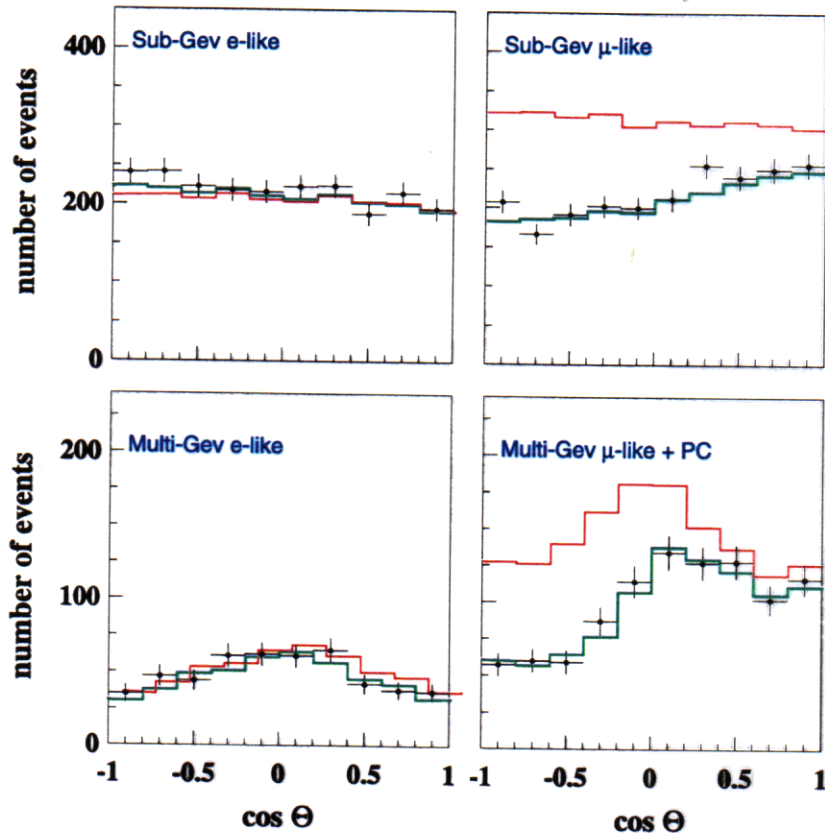 Sub-Gev e-like
Sub-Gev μ-like
number of events
400
200
0
Multi-Gev e-like
Multi-Gev μ-like + PC
number of events
200
100
0
-1 -0.5 0 0.5 1
cos Θ
-1 -0.5 0 0.5 1
cos Θ